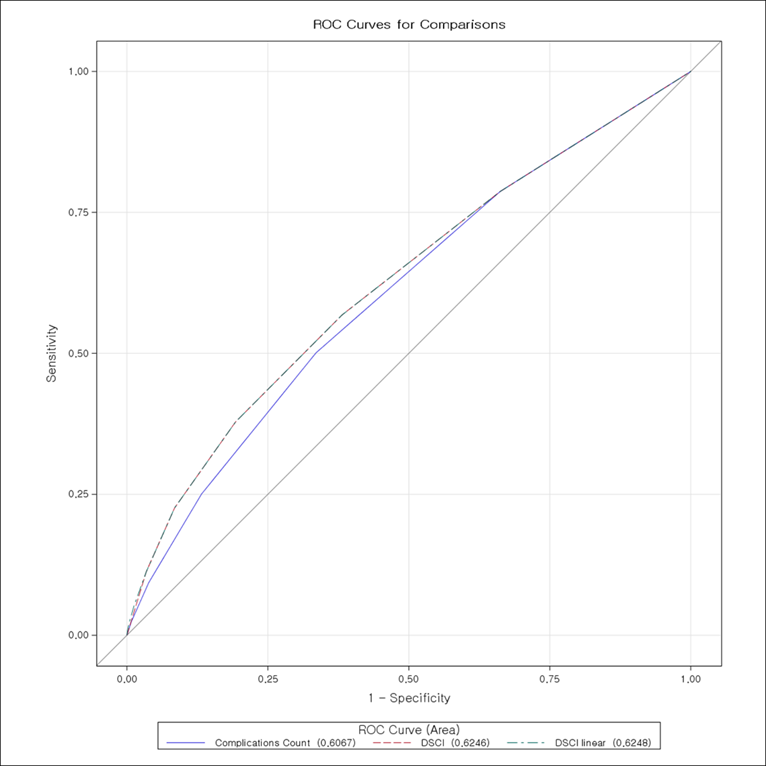 ROC Curves for Comparisons
1,00
0,75
0,50
0,25
0,00
Sensitivity
0,00 0,25 0,50 0,75 1,00
1 - Specificity
ROC Curve (Area)
Complications Count (0,6067) DSCI (0,6246) DSCI linear (0,6248)